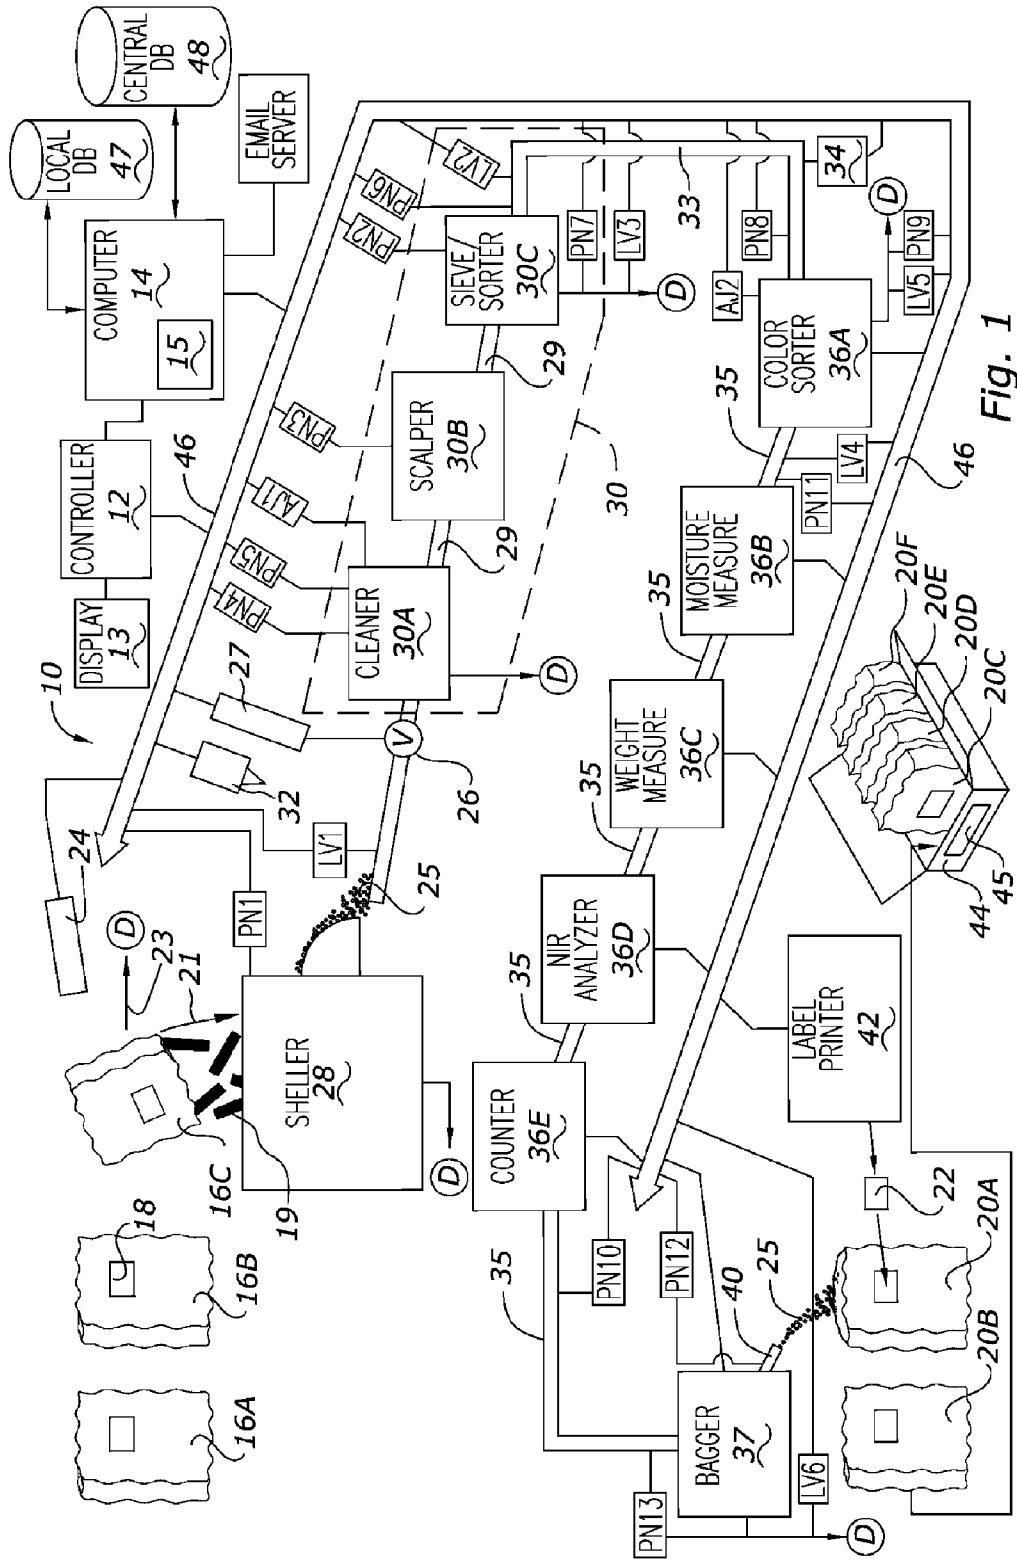 16A
16B
18
16C
19
23
D
21
24
10
DISPLAY
13
CONTROLLER
12
COMPUTER
14
15
LOCAL
DB
47
CENTRAL
DB
48
EMAIL
SERVER
46
SHELLER
28
D
PN1
LV1
25
32
27
26
V
PN4
PN5
AJ1
PN3
PN2
PN6
LV2
CLEANER
30A
D
29
SCALPER
30B
29
SIEVE/
SORTER
30C
30
PN7
LV3
D
33
34
35
COUNTER
36E
35
NIR
ANALYZER
36D
35
WEIGHT
MEASURE
36C
35
MOISTURE
MEASURE
36B
35
COLOR
SORTER
36A
AJ2
PN8
D
PN9
LV5
LV4
PN11
46
PN10
PN12
PN13
BAGGER
37
40
25
LV6
D
LABEL
PRINTER
42
22
20B
20A
44
45
20C
20D
20E
20F
Fig. 1